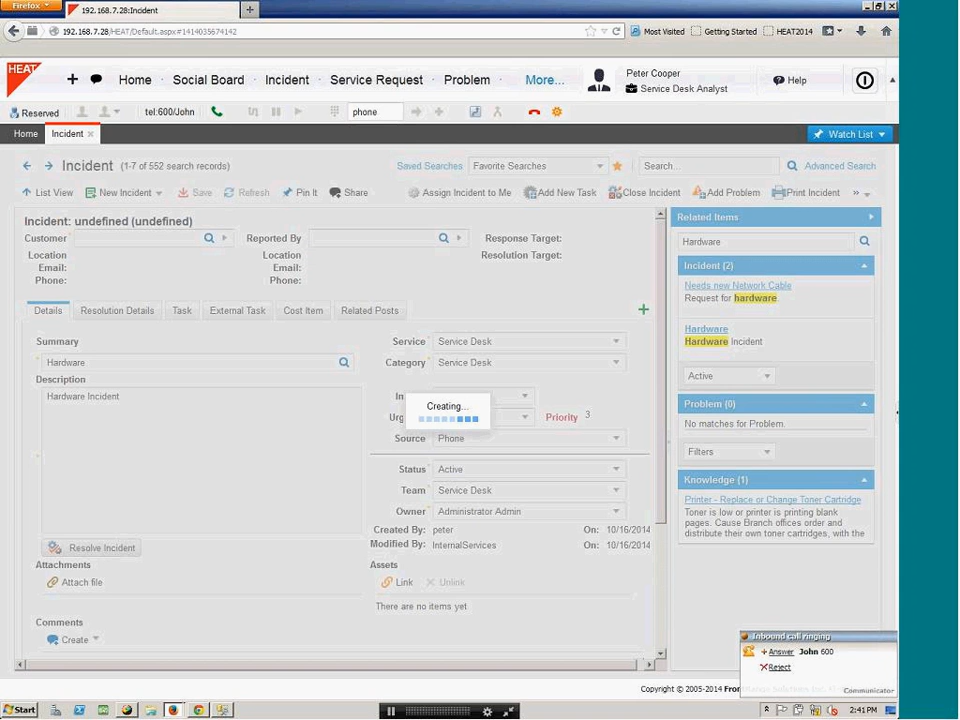 Firefox
192.168.7.28:Incident
192.168.7.28/HEAT/Default.aspx#1414035674142
Most Visited Getting Started HEAT2014
HEAT
Home Social Board Incident Service Request Problem More...
Peter Cooper
Service Desk Analyst
Help
Reserved tel:600/John phone
Home Incident Watch List
Incident (1-7 of 552 search records) Saved Searches Favorite Searches Search... Advanced Search
List View New Incident Save Refresh Pin It Share Assign Incident to Me Add New Task Close Incident Add Problem Print Incident »
Incident: undefined (undefined)
Customer Reported By Response Target:
Location Location Resolution Target:
Email: Email:
Phone: Phone:
Details Resolution Details Task External Task Cost Item Related Posts
Summary
Hardware
Description
Hardware Incident
Service Service Desk
Category Service Desk
Creating...
Priority 3
Source Phone
Status Active
Team Service Desk
Owner Administrator Admin
Created By: peter On: 10/16/2014
Modified By: InternalServices On: 10/16/2014
Resolve Incident
Attachments
Attach file
Assets
Link Unlink
There are no items yet
Comments
Create
Related Items
Hardware
Incident (2)
Needs new Network Cable
Request for hardware.
Hardware
Hardware Incident
Active
Problem (0)
No matches for Problem.
Filters
Knowledge (1)
Printer - Replace or Change Toner Cartridge
Toner is low or printer is printing blank
pages. Cause Branch offices order and
distribute their own toner cartridges, with the
Inbound call ringing
Answer John 600
Reject
Communicator
Copyright © 2005-2014
Start
2:41 PM